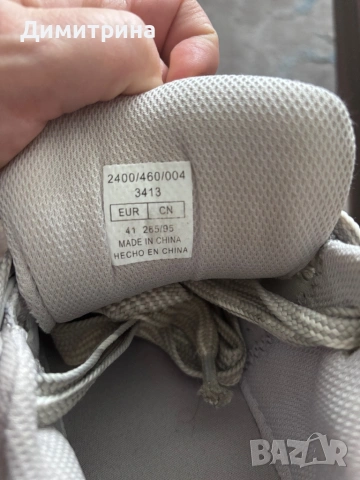 Димитрина
2400/460/004
3413
EUR CN
41 265/95
MADE IN CHINA
HECHO EN CHINA
BAZAR